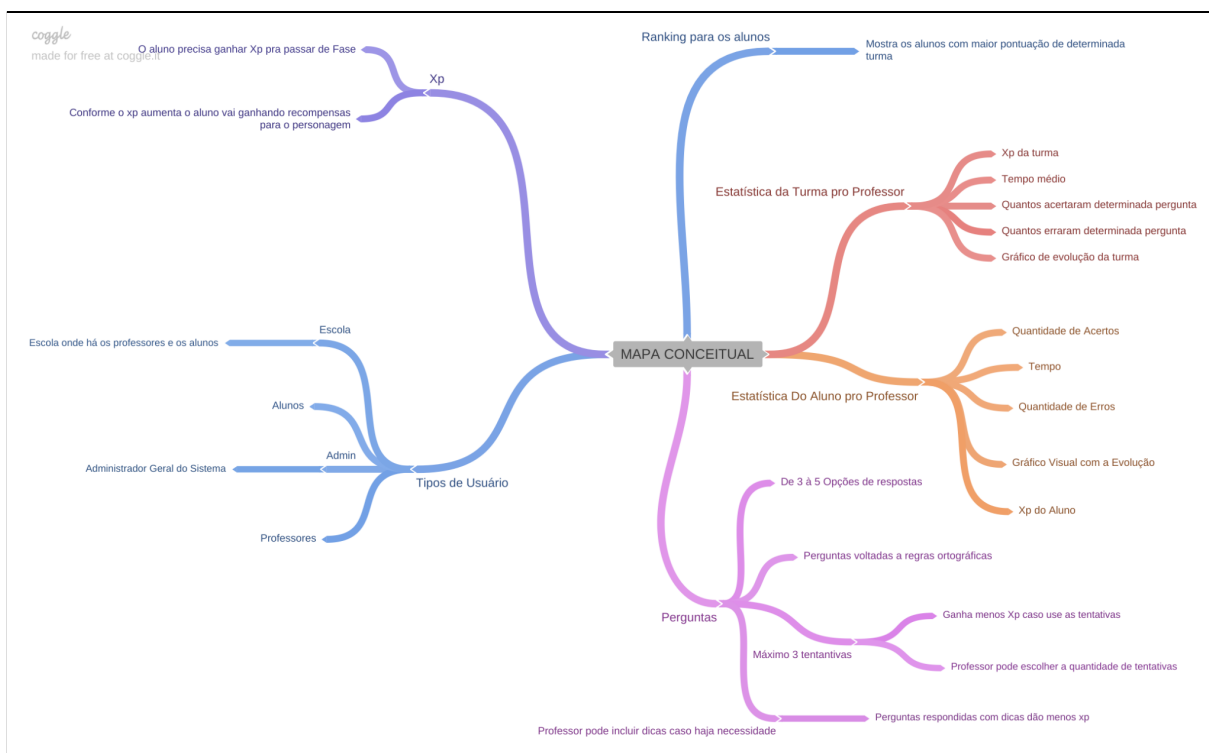 coggle
made for free at coggle.it
O aluno precisa ganhar Xp pra passar de Fase
Xp
Conforme o xp aumenta o aluno vai ganhando recompensas
para o personagem
Ranking para os alunos
Mostra os alunos com maior pontuação de determinada
turma
Estatística da Turma pro Professor
Xp da turma
Tempo médio
Quantos acertaram determinada pergunta
Quantos erraram determinada pergunta
Gráfico de evolução da turma
MAPA CONCEITUAL
Escola
Escola onde há os professores e os alunos
Alunos
Admin
Administrador Geral do Sistema
Tipos de Usuário
Professores
Estatística Do Aluno pro Professor
Quantidade de Acertos
Tempo
Quantidade de Erros
Gráfico Visual com a Evolução
Xp do Aluno
Perguntas
De 3 à 5 Opções de respostas
Perguntas voltadas a regras ortográficas
Máximo 3 tentantivas
Ganha menos Xp caso use as tentativas
Professor pode escolher a quantidade de tentativas
Professor pode incluir dicas caso haja necessidade
Perguntas respondidas com dicas dão menos xp